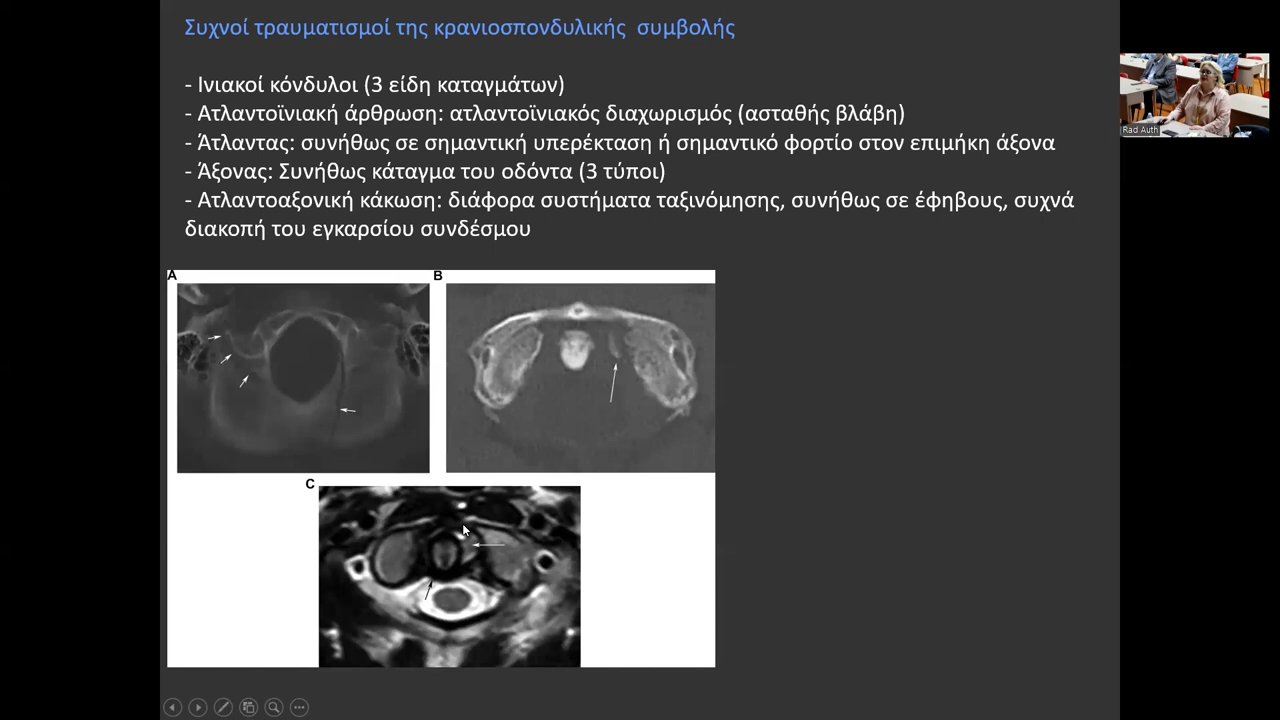 Συχνοί τραυματισμοί της κρανιοσπονδυλικής συμβολής
- Ινιακοί κόνδυλοι (3 είδη καταγμάτων)
- Ατλαντοϊνιακή άρθρωση: ατλαντοϊνιακός διαχωρισμός (ασταθής βλάβη)
- Άτλαντας: συνήθως σε σημαντική υπερέκταση ή σημαντικό φορτίο στον επιμήκη άξονα
- Άξονας: Συνήθως κάταγμα του οδόντα (3 τύποι)
- Ατλαντοαξονική κάκωση: διάφορα συστήματα ταξινόμησης, συνήθως σε έφηβους, συχνά
διακοπή του εγκαρσίου συνδέσμου
A
B
C
Rad Auth